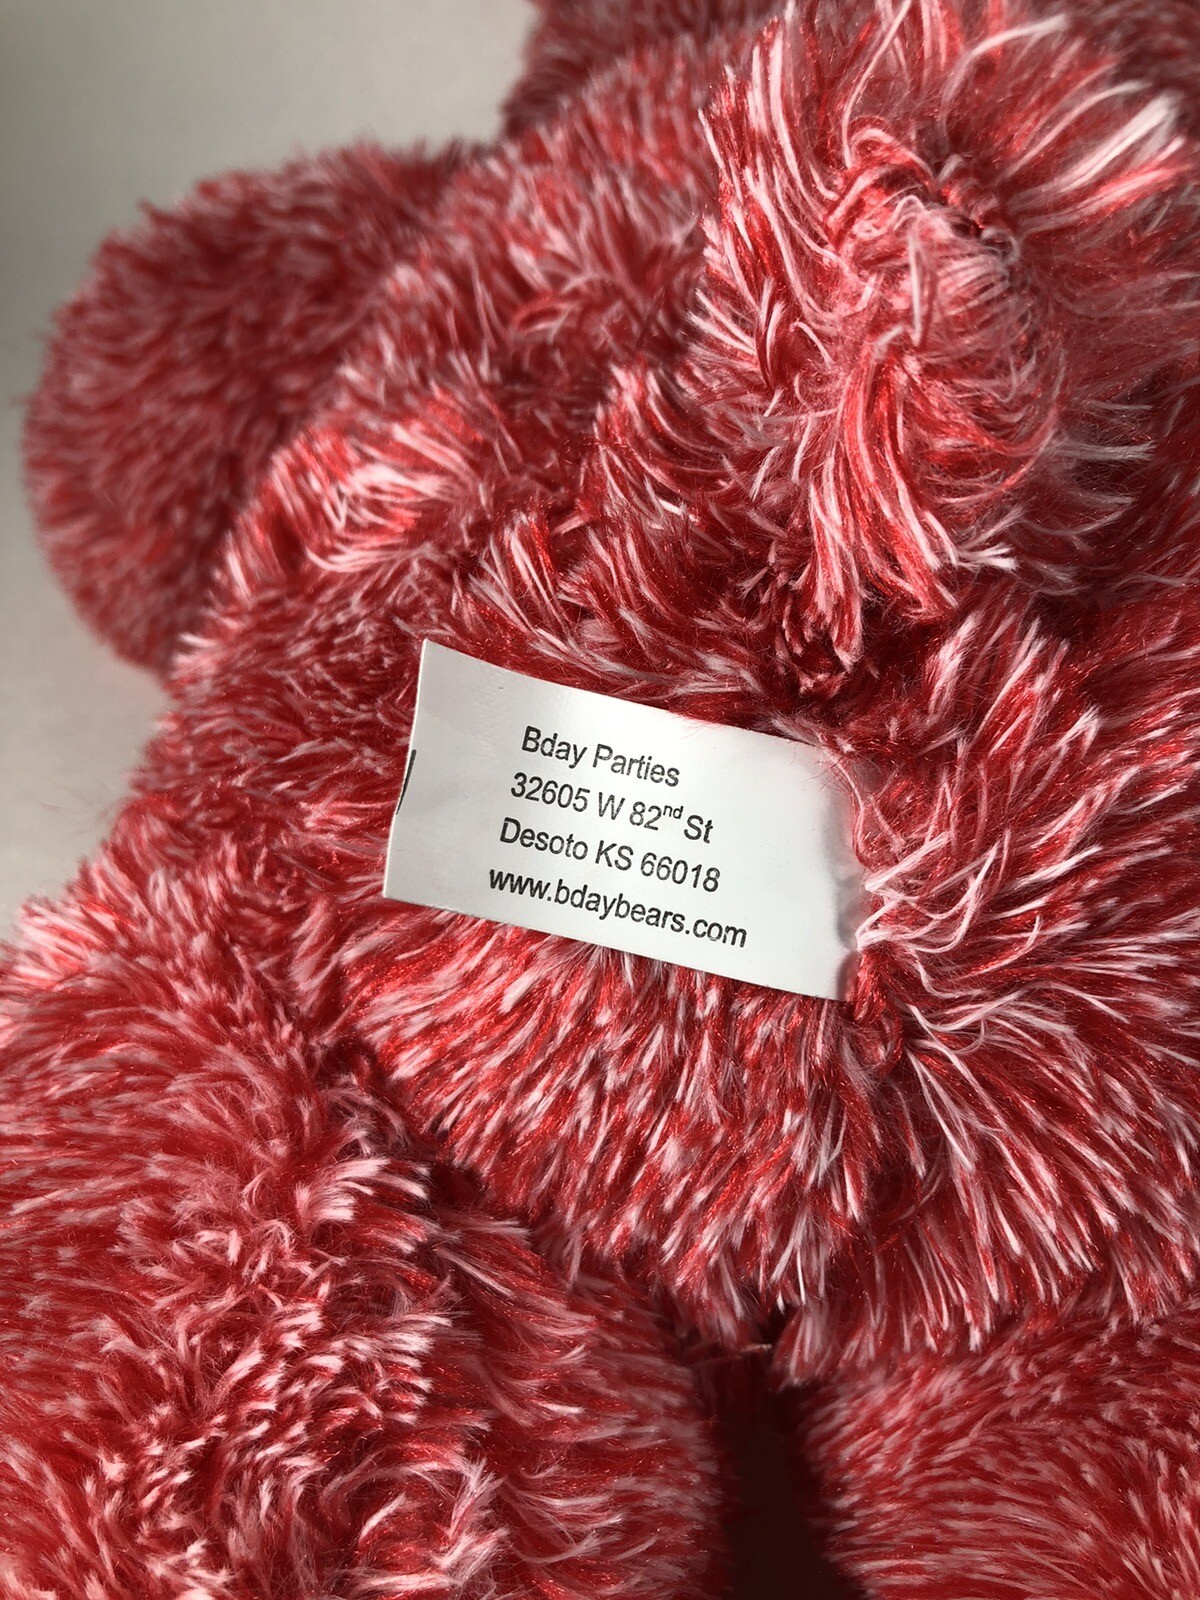 Bday Parties
32605 W 82nd St
Desoto KS 66018
www.bdaybears.com